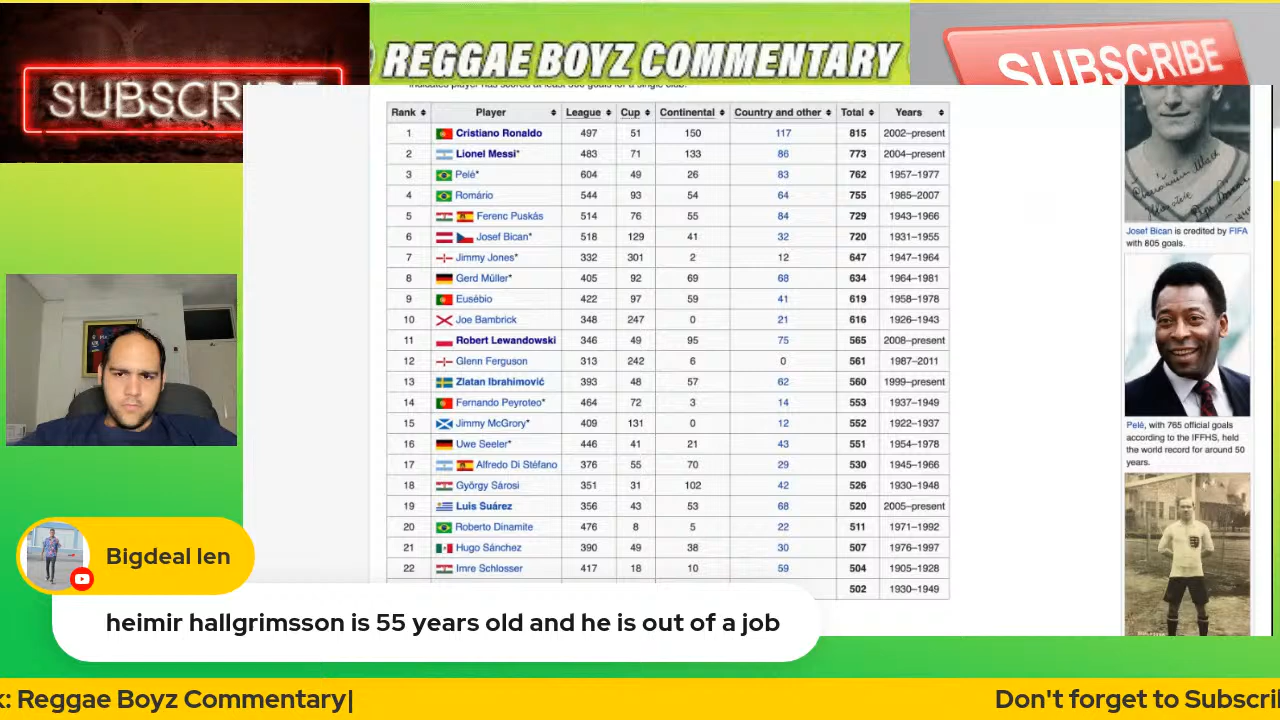 SUBSCRIBE
REGGAE BOYZ COMMENTARY
SUBSCRIBE
indicates player has scored at least 500 goals for a single club.
Rank Player League Cup Continental Country and other Total Years
1 Cristiano Ronaldo 497 51 150 117 815 2002–present
2 Lionel Messi* 483 71 133 86 773 2004–present
3 Pelé* 604 49 26 83 762 1957–1977
4 Romário 544 93 54 64 755 1985–2007
5 Ferenc Puskás 514 76 55 84 729 1943–1966
6 Josef Bican* 518 129 41 32 720 1931–1955
7 Jimmy Jones* 332 301 2 12 647 1947–1964
8 Gerd Müller* 405 92 69 68 634 1964–1981
9 Eusébio 422 97 59 41 619 1958–1978
10 Joe Bambrick 348 247 0 21 616 1926–1943
11 Robert Lewandowski 346 49 95 75 565 2008–present
12 Glenn Ferguson 313 242 6 0 561 1987–2011
13 Zlatan Ibrahimović 393 48 57 62 560 1999–present
14 Fernando Peyroteo* 464 72 3 14 553 1937–1949
15 Jimmy McGrory* 409 131 0 12 552 1922–1937
16 Uwe Seeler* 446 41 21 43 551 1954–1978
17 Alfredo Di Stéfano 376 55 70 29 530 1945–1966
18 György Sárosi 351 31 102 42 526 1930–1948
19 Luis Suárez 356 43 53 68 520 2005–present
20 Roberto Dinamite 476 8 5 22 511 1971–1992
21 Hugo Sánchez 390 49 38 30 507 1976–1997
22 Imre Schlosser 417 18 10 59 504 1905–1928
502 1930–1949
Josef Bican is credited by FIFA
with 805 goals.
Pelé, with 765 official goals
according to the IFFHS, held
the world record for around 50
years.
Bigdeal len
heimir hallgrimsson is 55 years old and he is out of a job
k: Reggae Boyz Commentary|
Don't forget to Subscri